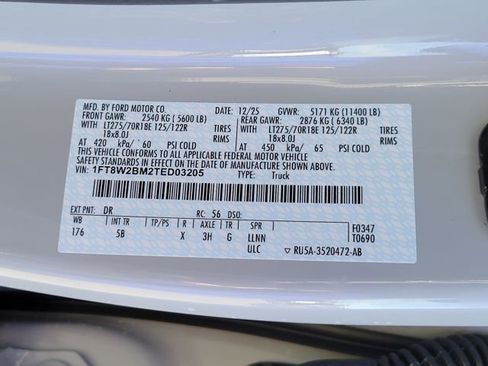 MFD. BY FORD MOTOR CO. 12/25 GVWR: 5171 KG (11400 LB)
FRONT GAWR: 2540 KG (5600 LB) REAR GAWR: 2876 KG (6340 LB)
WITH LT275/70R18E 125/122R TIRES WITH LT275/70R18E 125/122R TIRES
18x8.0J RIMS 18x8.0J RIMS
AT 420 kPa/ 60 PSI COLD AT 450 kPa/ 65 PSI COLD
THIS VEHICLE CONFORMS TO ALL APPLICABLE FEDERAL MOTOR VEHICLE
SAFETY STANDARDS IN EFFECT ON THE DATE OF MANUFACTURE SHOWN ABOVE.
VIN: 1FT8W2BM2TED03205 TYPE: Truck
EXT PNT: DR RC: 56 DSO: F0347
WB INT TR TP/PS R AXLE TR SPR T0690
176 5B X 3H G LLNN
ULC RU5A-3520472-AB